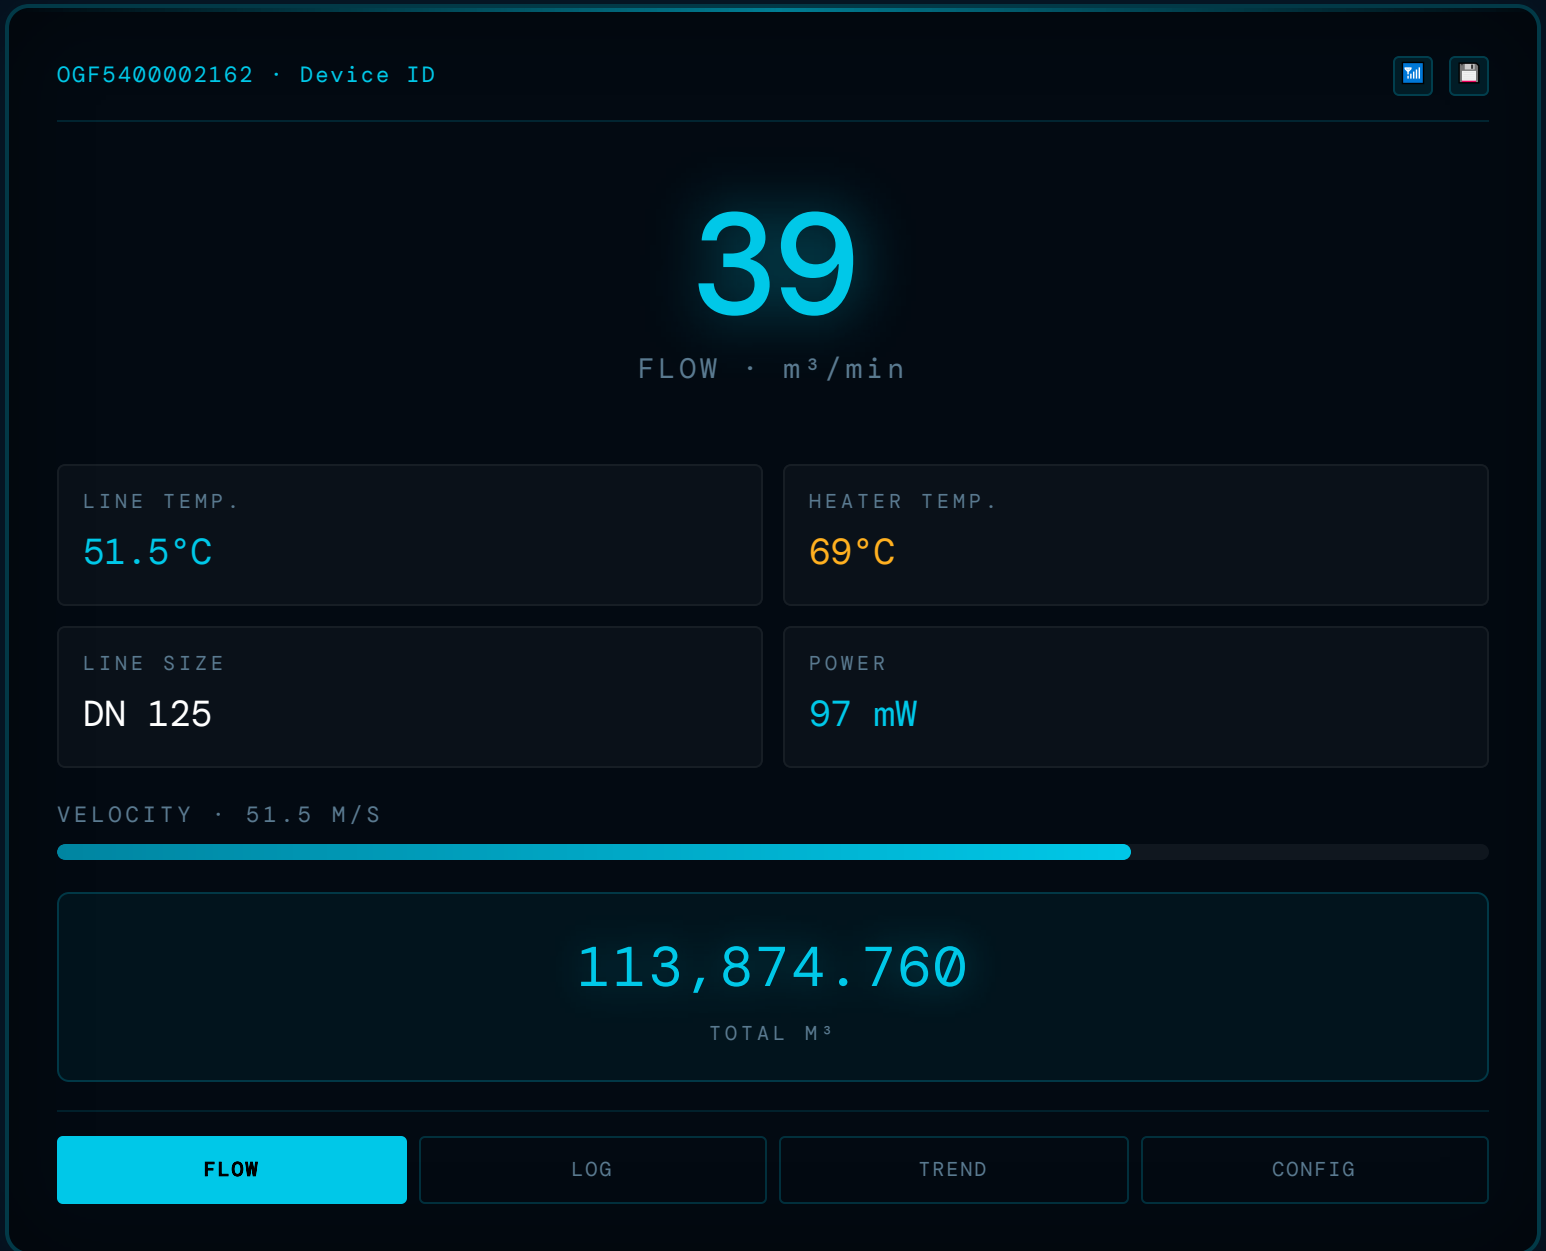 OGF5400002162 · Device ID
39
FLOW · m³/min
LINE TEMP.
51.5°C
HEATER TEMP.
69°C
LINE SIZE
DN 125
POWER
97 mW
VELOCITY · 51.5 M/S
113,874.760
TOTAL M³
FLOW
LOG
TREND
CONFIG